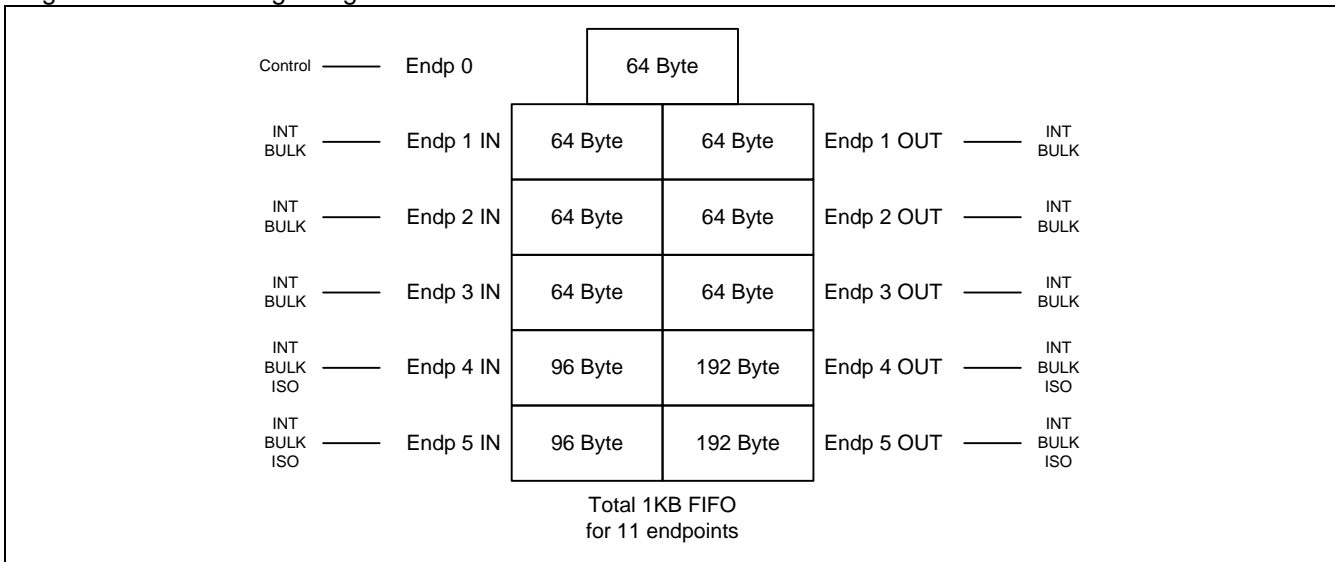 Control Endp 0 64 Byte
INT
BULK
Endp 1 IN 64 Byte 64 Byte Endp 1 OUT
INT
BULK
INT
BULK
Endp 2 IN 64 Byte 64 Byte Endp 2 OUT
INT
BULK
INT
BULK
Endp 3 IN 64 Byte 64 Byte Endp 3 OUT
INT
BULK
INT
BULK
ISO
Endp 4 IN 96 Byte 192 Byte Endp 4 OUT
INT
BULK
ISO
INT
BULK
ISO
Endp 5 IN 96 Byte 192 Byte Endp 5 OUT
INT
BULK
ISO
Total 1KB FIFO
for 11 endpoints